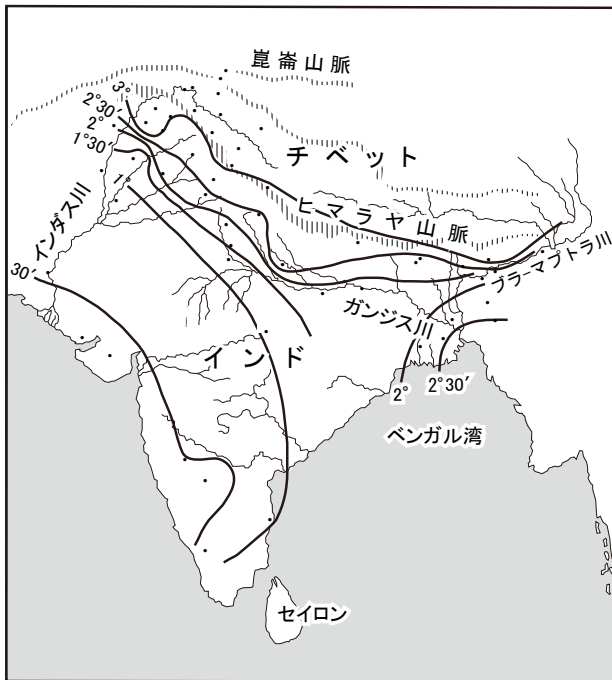 崑崙山脈
3°
2°30′
2°
1°30′
1°
チベット
インダス川
ヒマラヤ山脈
30′
ブラーマプトラ川
ガンジス川
インド
2°
2°30′
ベンガル湾
セイロン